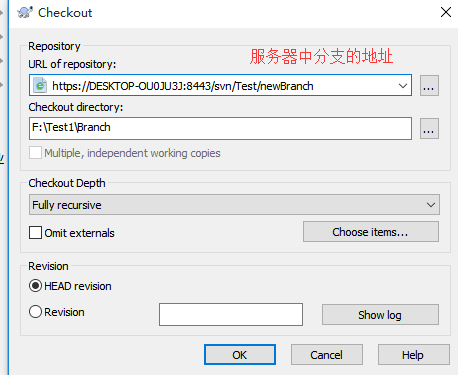 Checkout
Repository
服务器中分支的地址
URL of repository:
https://DESKTOP-OU0JU3J:8443/svn/Test/newBranch
...
Checkout directory:
F:\Test1\Branch
...
Multiple, independent working copies
Checkout Depth
Fully recursive
Omit externals
Choose items...
Revision
HEAD revision
Revision
Show log
OK
Cancel
Help